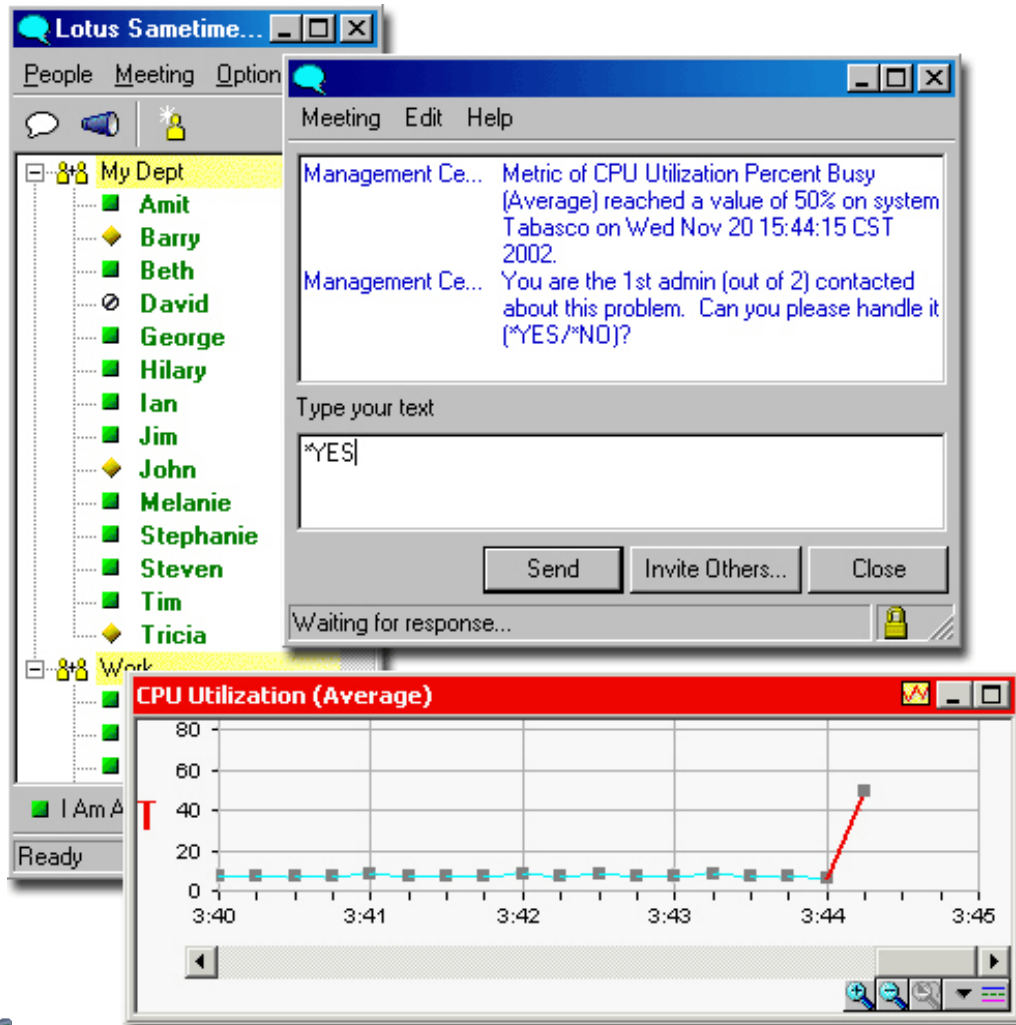 Lotus Sametime...
People Meeting Option
My Dept
Amit
Barry
Beth
David
George
Hilary
Ian
Jim
John
Melanie
Stephanie
Steven
Tim
Tricia
Work
I Am A
Ready
Meeting Edit Help
Management Ce... Metric of CPU Utilization Percent Busy
(Average) reached a value of 50% on system
Tabasco on Wed Nov 20 15:44:15 CST
2002.
Management Ce... You are the 1st admin (out of 2) contacted
about this problem. Can you please handle it
(*YES/*NO)?
Type your text
*YES
Send Invite Others... Close
Waiting for response...
CPU Utilization (Average)
80
60
T 40
20
0
3:40 3:41 3:42 3:43 3:44 3:45